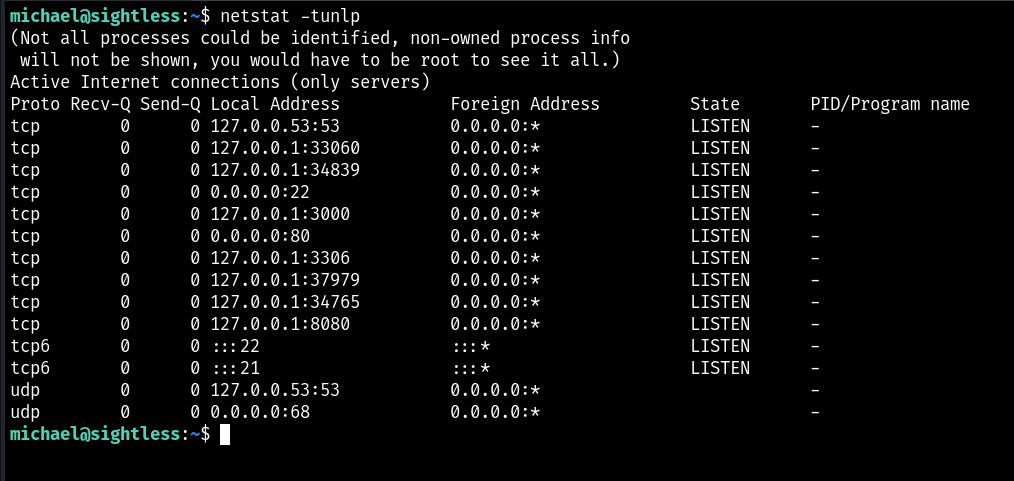 michael@sightless:~$ netstat -tunlp
(Not all processes could be identified, non-owned process info
 will not be shown, you would have to be root to see it all.)
Active Internet connections (only servers)
Proto Recv-Q Send-Q Local Address           Foreign Address         State       PID/Program name
tcp        0      0 127.0.0.53:53           0.0.0.0:*               LISTEN      -
tcp        0      0 127.0.0.1:33060         0.0.0.0:*               LISTEN      -
tcp        0      0 127.0.0.1:34839         0.0.0.0:*               LISTEN      -
tcp        0      0 0.0.0.0:22              0.0.0.0:*               LISTEN      -
tcp        0      0 127.0.0.1:3000          0.0.0.0:*               LISTEN      -
tcp        0      0 0.0.0.0:80              0.0.0.0:*               LISTEN      -
tcp        0      0 127.0.0.1:3306          0.0.0.0:*               LISTEN      -
tcp        0      0 127.0.0.1:37979         0.0.0.0:*               LISTEN      -
tcp        0      0 127.0.0.1:34765         0.0.0.0:*               LISTEN      -
tcp        0      0 127.0.0.1:8080          0.0.0.0:*               LISTEN      -
tcp6       0      0 :::22                   :::*                    LISTEN      -
tcp6       0      0 :::21                   :::*                    LISTEN      -
udp        0      0 127.0.0.53:53           0.0.0.0:*                           -
udp        0      0 0.0.0.0:68              0.0.0.0:*                           -
michael@sightless:~$